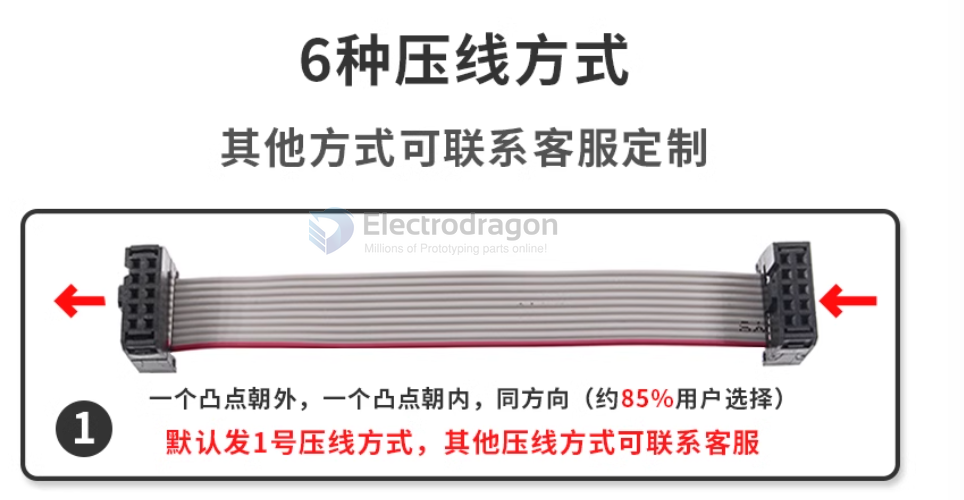 6种压线方式
其他方式可联系客服定制
Electrodragon
Millions of Prototyping parts online!
一个凸点朝外，一个凸点朝内，同方向（约85%用户选择）
1
默认发1号压线方式，其他压线方式可联系客服